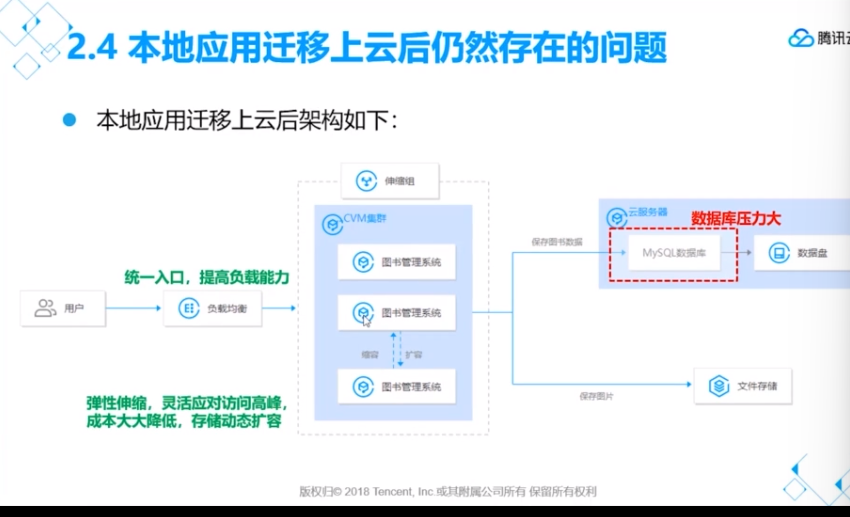 2.4 本地应用迁移上云后仍然存在的问题
腾讯云
本地应用迁移上云后架构如下：
伸缩组
CVM集群
图书管理系统
图书管理系统
缩容
扩容
图书管理系统
统一入口，提高负载能力
用户
负载均衡
弹性伸缩，灵活应对访问高峰，
成本大大降低，存储动态扩容
云服务器
数据库压力大
保存图书数据
MySQL数据库
数据盘
保存图片
文件存储
版权归© 2018 Tencent, Inc.或其附属公司所有 保留所有权利